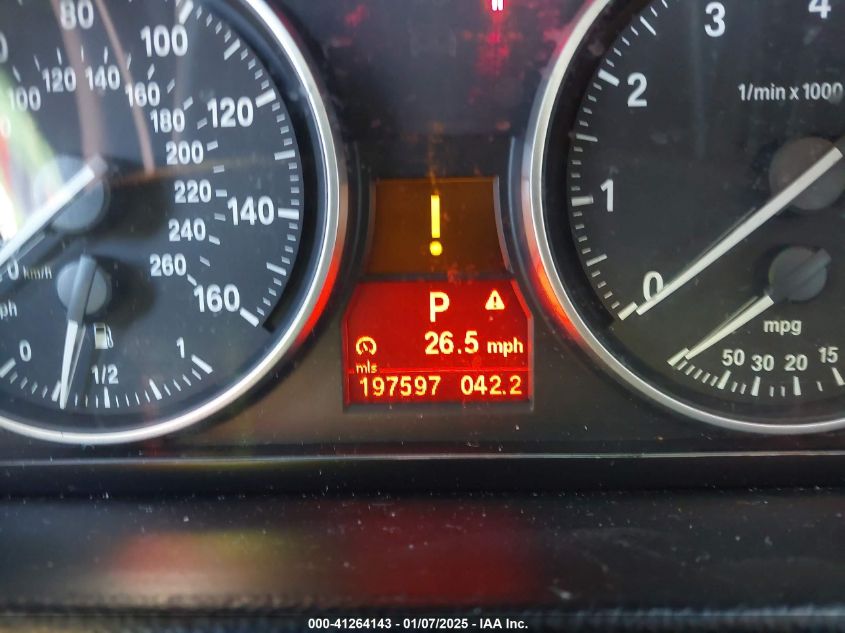 80
100
120
140
160
100 120 140 160 180 200 220 240 260
km/h
0 1/2 1
!
P
26.5 mph
mls
197597 042.2
0 1 2 3 4
1/min x 1000
mpg
50 30 20 15
000-41264143 - 01/07/2025 - IAA Inc.